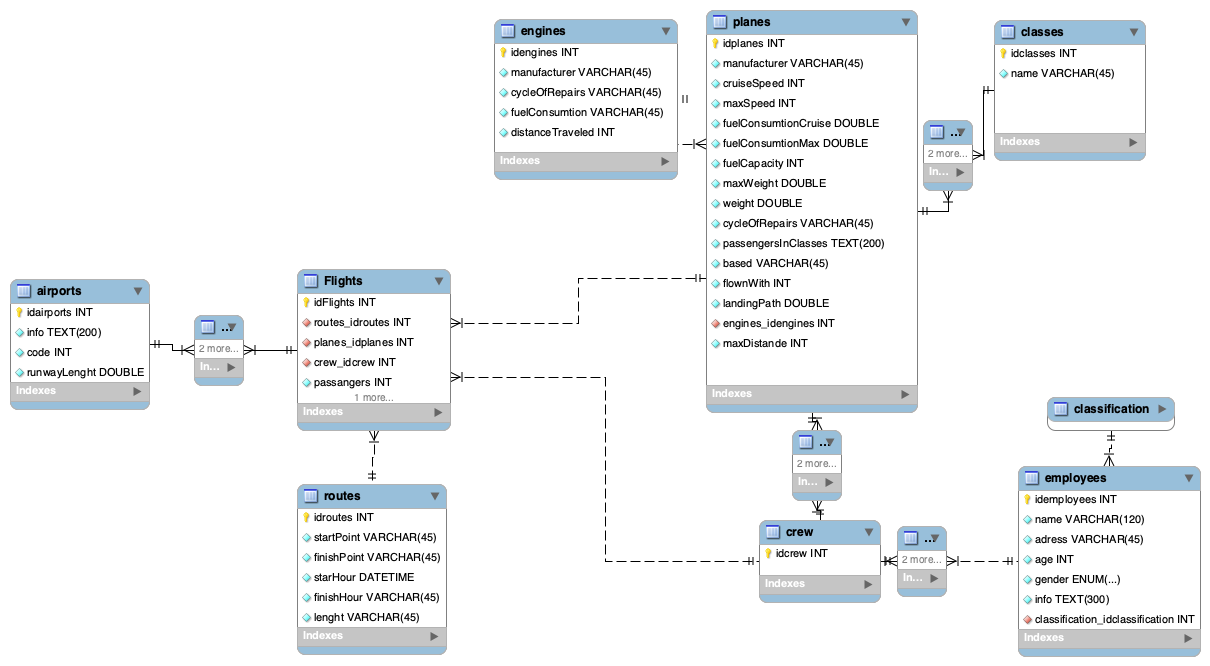 engines
idengines INT
manufacturer VARCHAR(45)
cycleOfRepairs VARCHAR(45)
fuelConsumtion VARCHAR(45)
distanceTraveled INT
Indexes
planes
idplanes INT
manufacturer VARCHAR(45)
cruiseSpeed INT
maxSpeed INT
fuelConsumtionCruise DOUBLE
fuelConsumtionMax DOUBLE
fuelCapacity INT
maxWeight DOUBLE
weight DOUBLE
cycleOfRepairs VARCHAR(45)
passengersInClasses TEXT(200)
based VARCHAR(45)
flownWith INT
landingPath DOUBLE
engines_idengines INT
maxDistande INT
Indexes
classes
idclasses INT
name VARCHAR(45)
Indexes
...
2 more...
In...
airports
idairports INT
info TEXT(200)
code INT
runwayLenght DOUBLE
Indexes
...
2 more...
In...
Flights
idFlights INT
routes_idroutes INT
planes_idplanes INT
crew_idcrew INT
passangers INT
1 more...
Indexes
routes
idroutes INT
startPoint VARCHAR(45)
finishPoint VARCHAR(45)
starHour DATETIME
finishHour VARCHAR(45)
lenght VARCHAR(45)
Indexes
...
2 more...
In...
crew
idcrew INT
Indexes
...
2 more...
In...
classification
employees
idemployees INT
name VARCHAR(120)
adress VARCHAR(45)
age INT
gender ENUM(...)
info TEXT(300)
classification_idclassification INT
Indexes